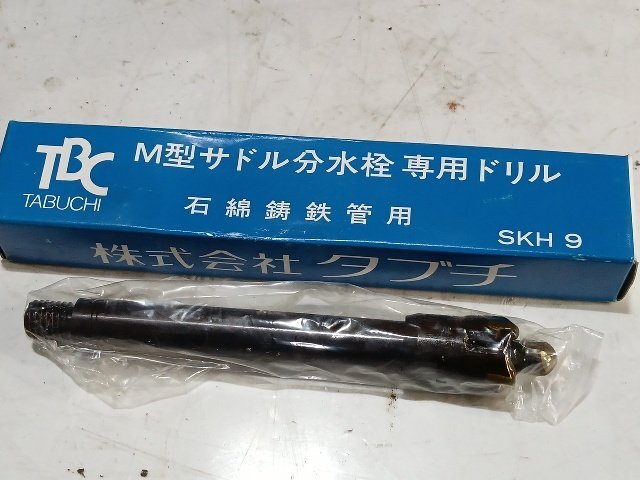 TBC
TABUCHI
M型サドル分水栓 専用ドリル
石綿鋳鉄管用
SKH 9
株式会社 タブチ